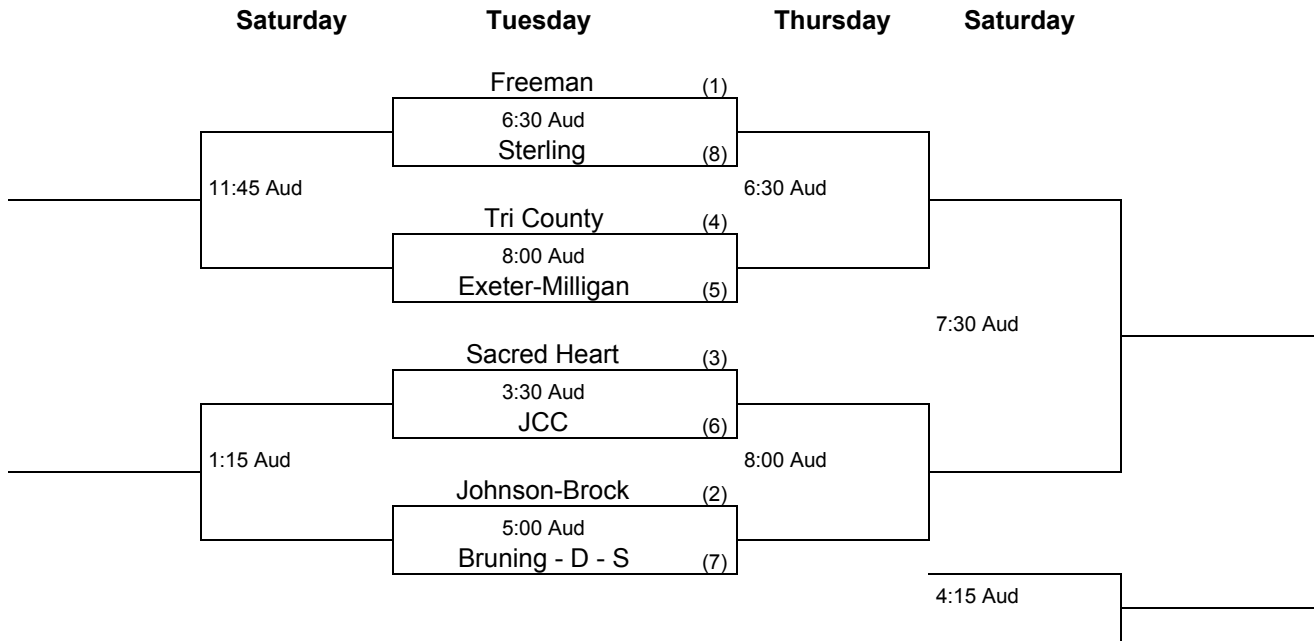 Saturday Tuesday Thursday Saturday
Freeman (1)
6:30 Aud
Sterling (8)
11:45 Aud 6:30 Aud
Tri County (4)
8:00 Aud
Exeter-Milligan (5)
7:30 Aud
Sacred Heart (3)
3:30 Aud
JCC (6)
1:15 Aud 8:00 Aud
Johnson-Brock (2)
5:00 Aud
Bruning - D - S (7)
4:15 Aud